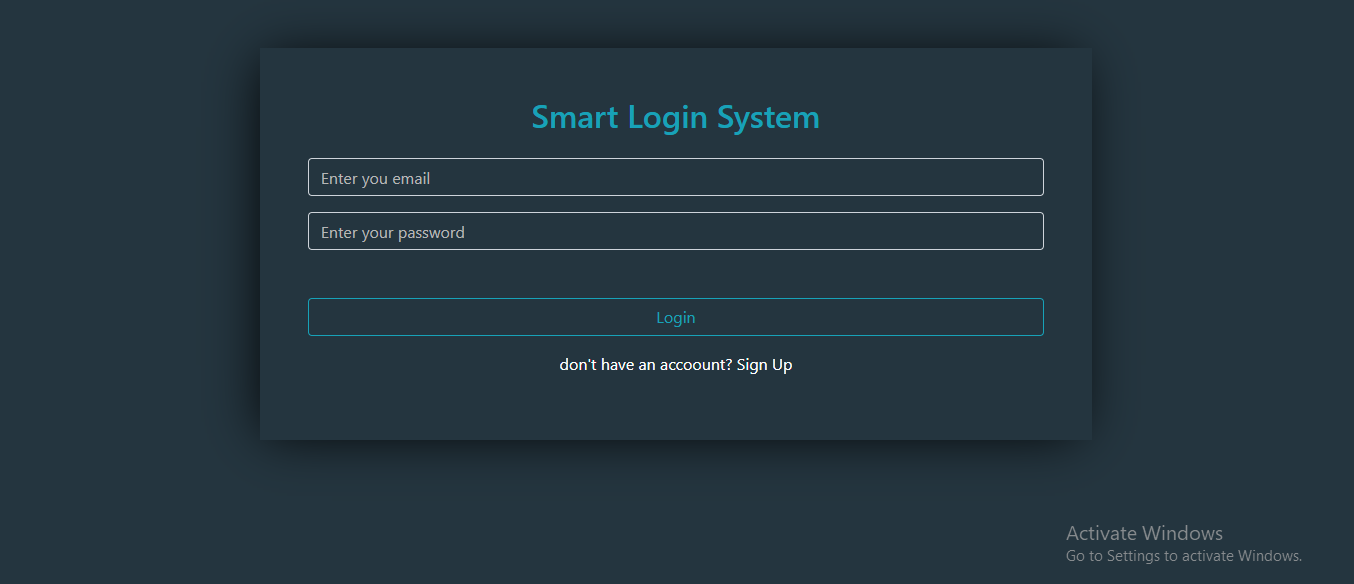 Smart Login System
Enter you email
Enter your password
Login
don't have an accoount? Sign Up
Activate Windows
Go to Settings to activate Windows.